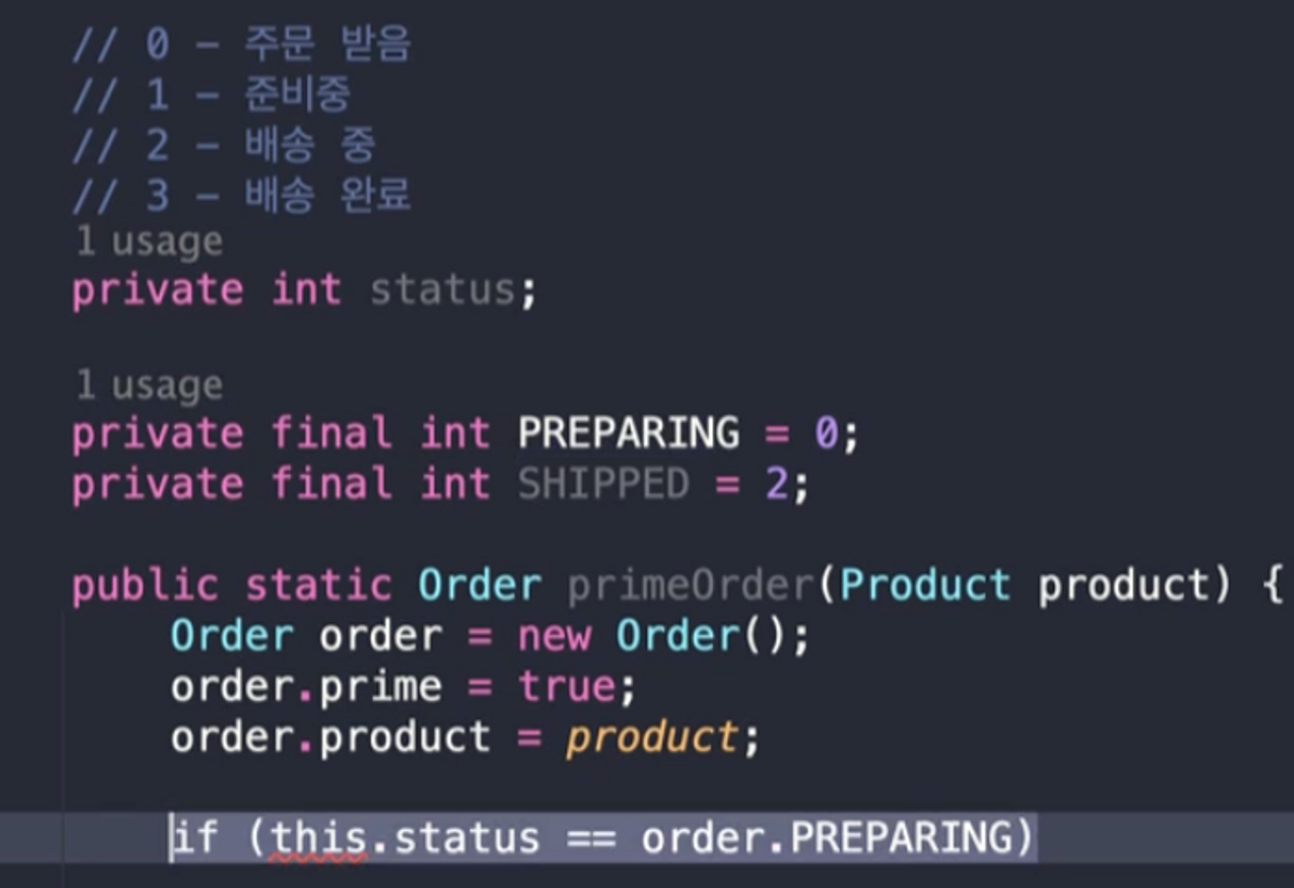 // 0 – 주문 받음
// 1 – 준비중
// 2 – 배송 중
// 3 – 배송 완료
1 usage
private int status;
1 usage
private final int PREPARING = 0;
private final int SHIPPED = 2;
public static Order primeOrder(Product product) {
Order order = new Order();
order.prime = true;
order.product = product;
if (this.status == order.PREPARING)